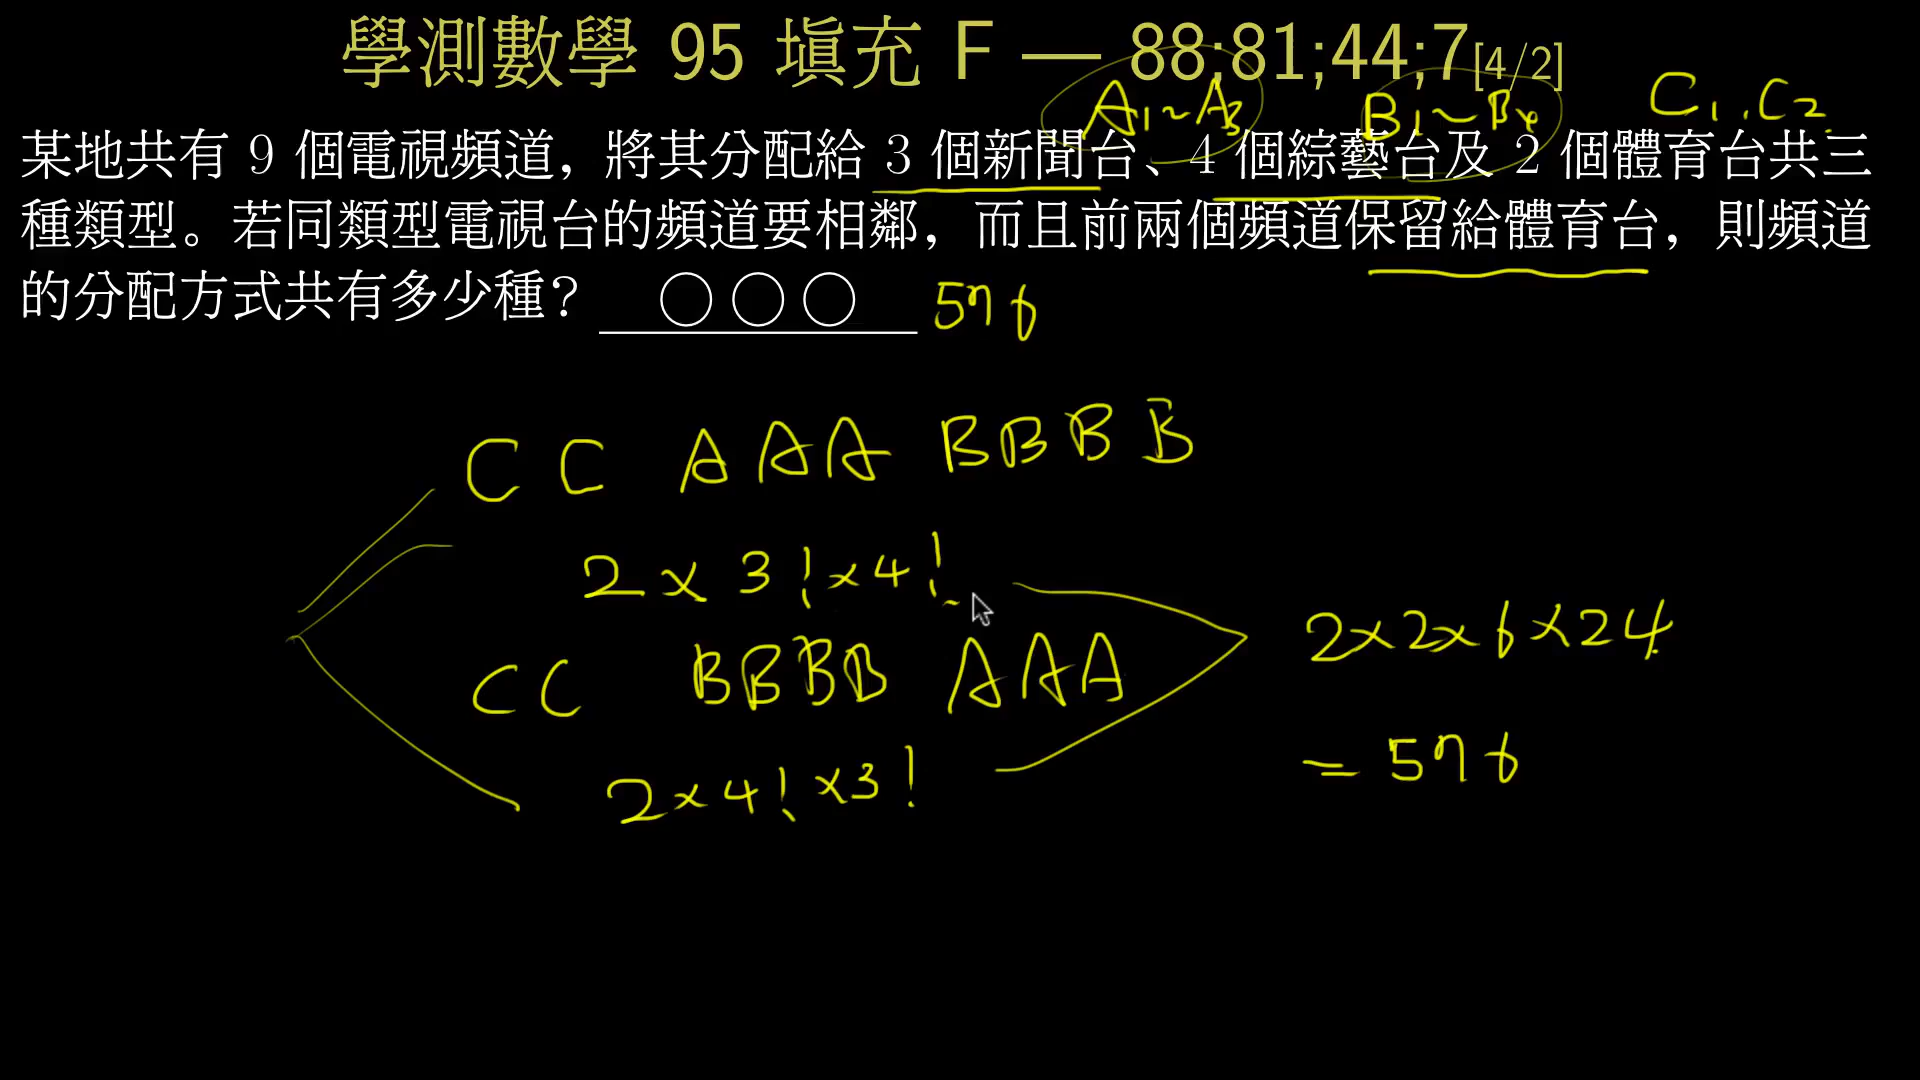 學測數學 95 填充 F — 88;81;44;7[4/2]
A1~A3 B1~B4 C1,C2
某地共有 9 個電視頻道，將其分配給 3 個新聞台、4 個綜藝台及 2 個體育台共三
種類型。若同類型電視台的頻道要相鄰，而且前兩個頻道保留給體育台，則頻道
的分配方式共有多少種？ ○○○ 576
C C A A A B B B B
2 × 3! × 4!
C C B B B B A A A
2 × 4! × 3!
2×2×6×24
= 576